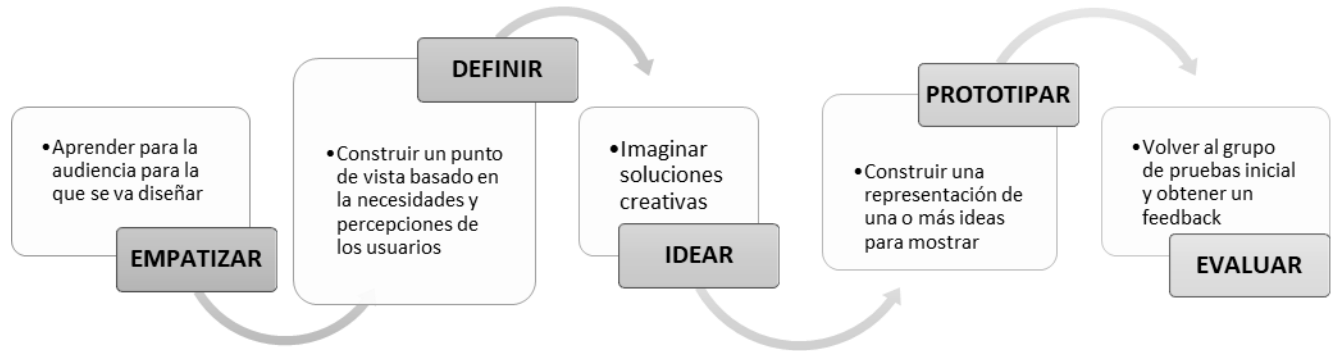 •Aprender para la
audiencia para la
que se va diseñar
EMPATIZAR
DEFINIR
•Construir un punto
de vista basado en
la necesidades y
percepciones de
los usuarios
•Imaginar
soluciones
creativas
IDEAR
PROTOTIPAR
•Construir una
representación de
una o más ideas
para mostrar
•Volver al grupo
de pruebas inicial
y obtener un
feedback
EVALUAR